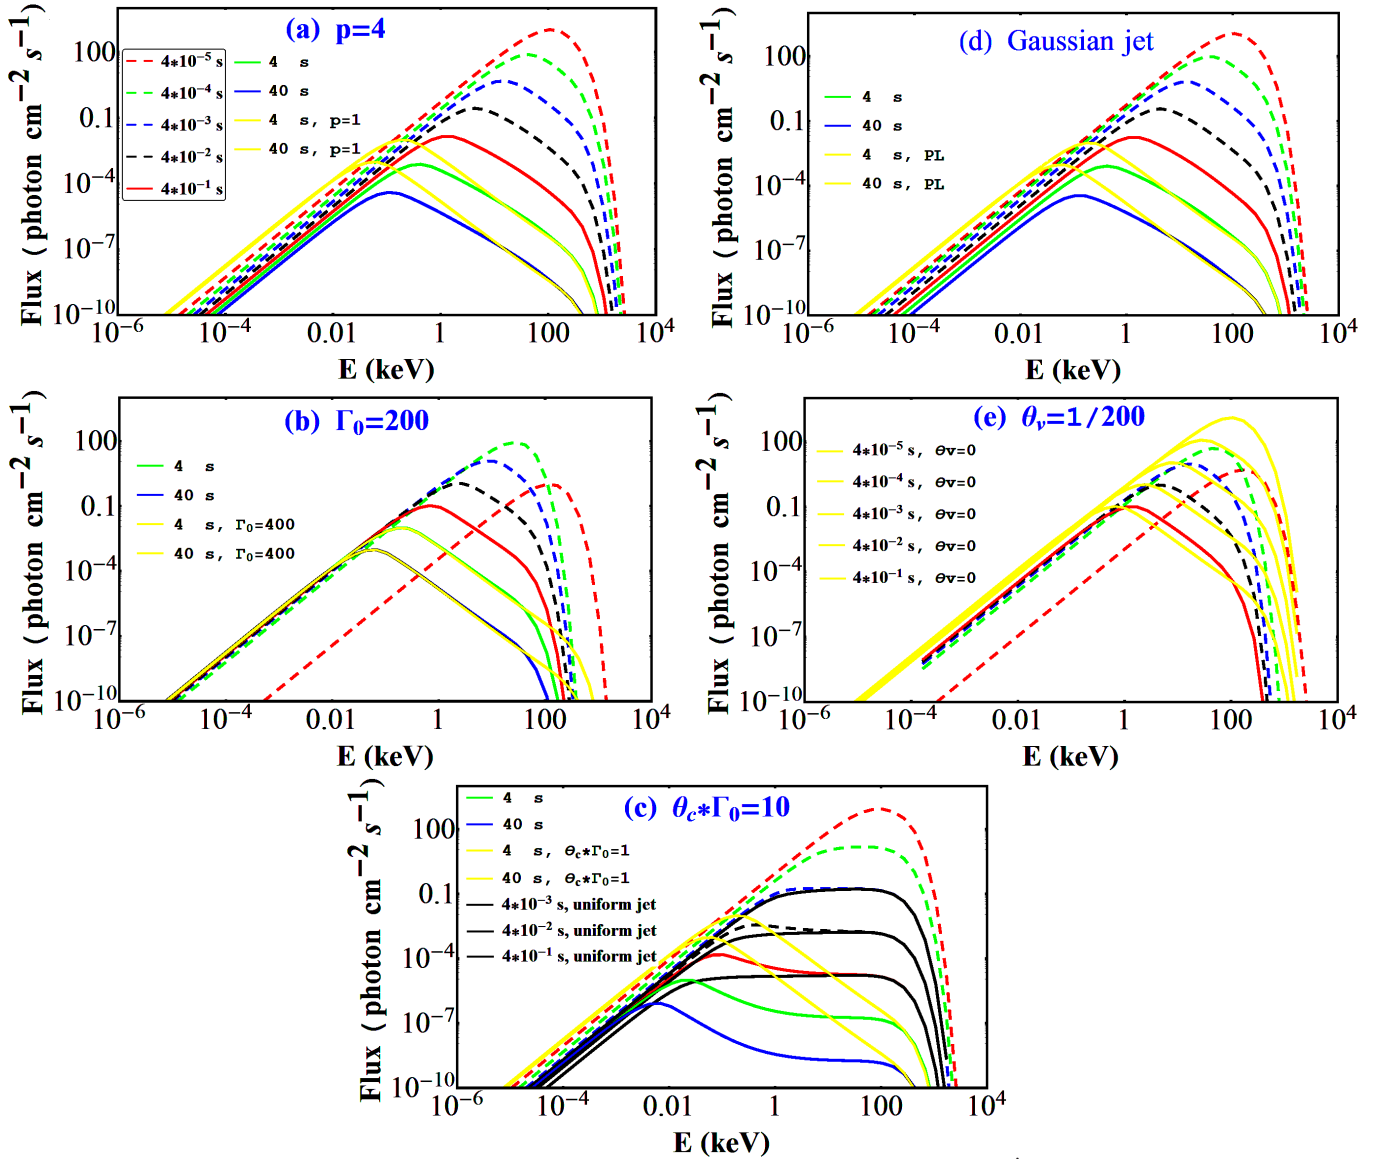 (a) p=4
Flux (photon cm⁻² s⁻¹)
100
0.1
10⁻⁴
10⁻⁷
10⁻¹⁰
4*10⁻⁵ s
4*10⁻⁴ s
4*10⁻³ s
4*10⁻² s
4*10⁻¹ s
4 s
40 s
4 s, p=1
40 s, p=1
10⁻⁶ 10⁻⁴ 0.01 1 100 10⁴
E (keV)
(d) Gaussian jet
Flux (photon cm⁻² s⁻¹)
100
0.1
10⁻⁴
10⁻⁷
10⁻¹⁰
4 s
40 s
4 s, PL
40 s, PL
10⁻⁶ 10⁻⁴ 0.01 1 100 10⁴
E (keV)
(b) Γ₀=200
Flux (photon cm⁻² s⁻¹)
100
0.1
10⁻⁴
10⁻⁷
10⁻¹⁰
4 s
40 s
4 s, Γ₀=400
40 s, Γ₀=400
10⁻⁶ 10⁻⁴ 0.01 1 100 10⁴
E (keV)
(e) θᵥ=1/200
Flux (photon cm⁻² s⁻¹)
100
0.1
10⁻⁴
10⁻⁷
10⁻¹⁰
4*10⁻⁵ s, θv=0
4*10⁻⁴ s, θv=0
4*10⁻³ s, θv=0
4*10⁻² s, θv=0
4*10⁻¹ s, θv=0
10⁻⁶ 10⁻⁴ 0.01 1 100 10⁴
E (keV)
(c) θc*Γ₀=10
Flux (photon cm⁻² s⁻¹)
100
0.1
10⁻⁴
10⁻⁷
10⁻¹⁰
4 s
40 s
4 s, θc*Γ₀=1
40 s, θc*Γ₀=1
4*10⁻³ s, uniform jet
4*10⁻² s, uniform jet
4*10⁻¹ s, uniform jet
10⁻⁶ 10⁻⁴ 0.01 1 100 10⁴
E (keV)